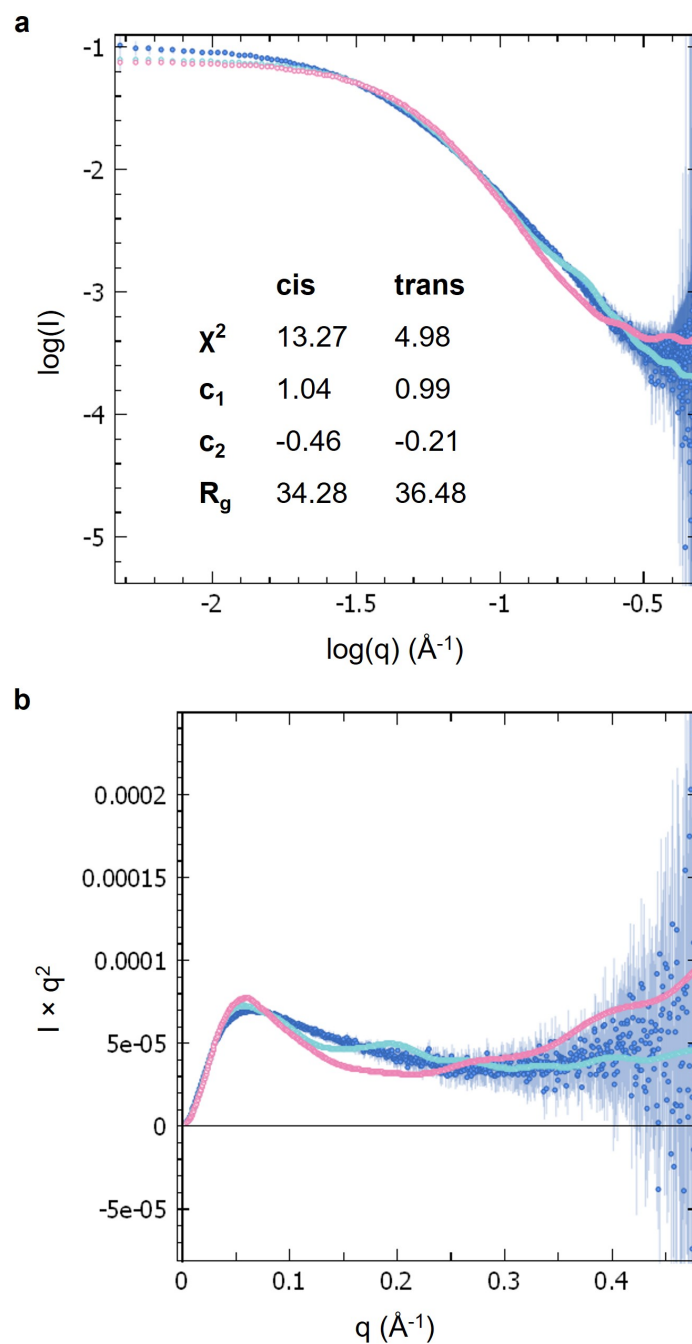 a
-1
-2
-3
-4
-5
log(I)
cis trans
χ² 13.27 4.98
c₁ 1.04 0.99
c₂ -0.46 -0.21
Rg 34.28 36.48
-2 -1.5 -1 -0.5
log(q) (Å⁻¹)
b
0.0002
0.00015
0.0001
5e-05
0
-5e-05
I × q²
0 0.1 0.2 0.3 0.4
q (Å⁻¹)